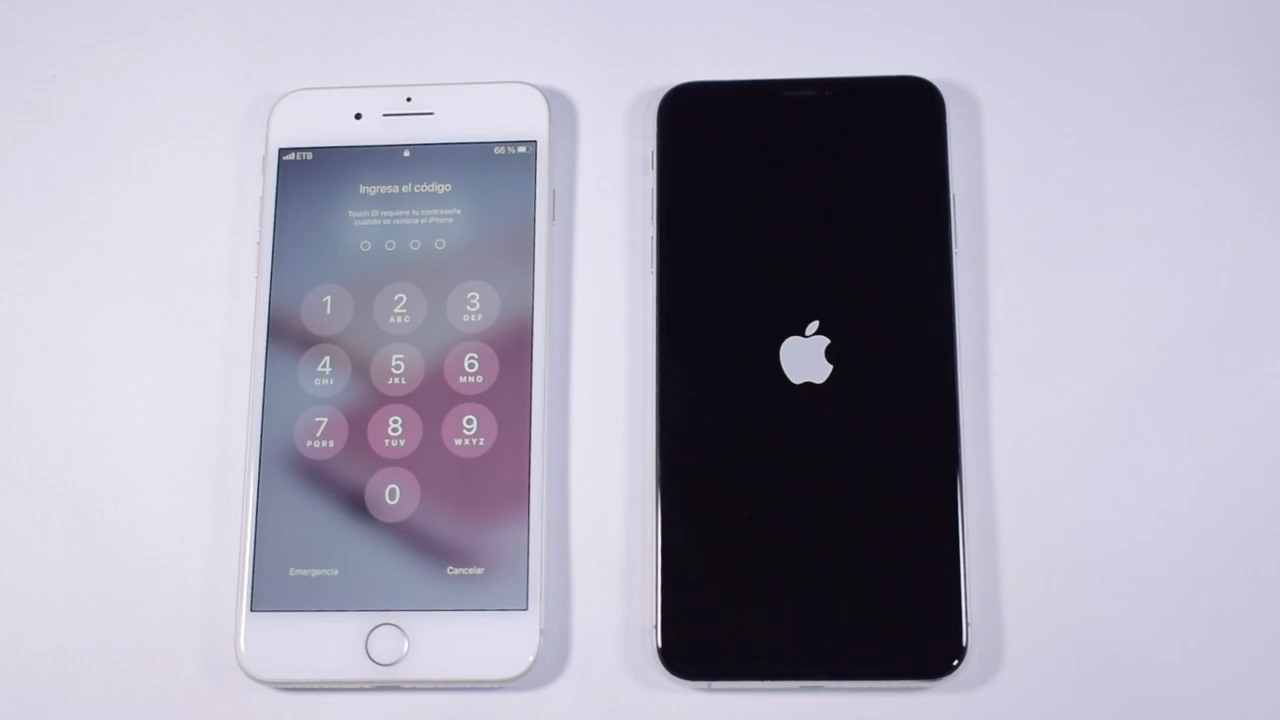 ETB 66 %
Ingresa el código
Touch ID requiere tu contraseña
cuando se reinicia el iPhone
1 2 3
ABC DEF
4 5 6
GHI JKL MNO
7 8 9
PQRS TUV WXYZ
0
Emergencia Cancelar